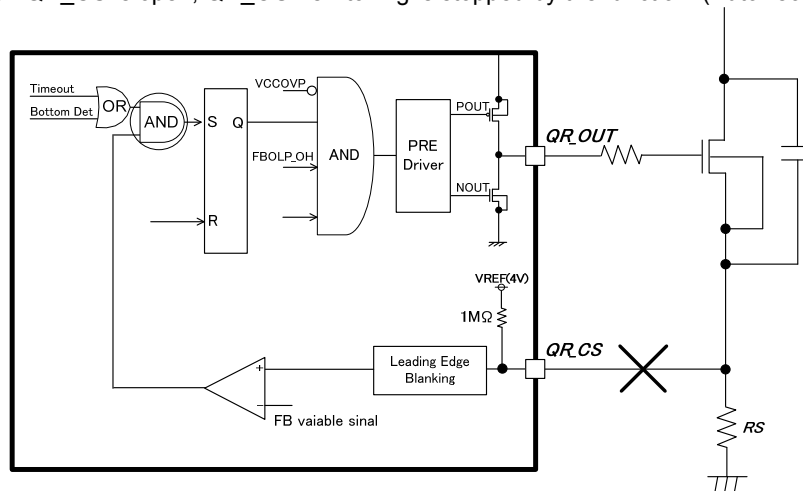 Timeout
Bottom Det
OR
AND
S
Q
R
VCCOVP
FBOLP_OH
AND
PRE
Driver
POUT
NOUT
QR_OUT
VREF(4V)
1MΩ
QR_CS
Leading Edge
Blanking
+
−
FB vaiable sinal
RS